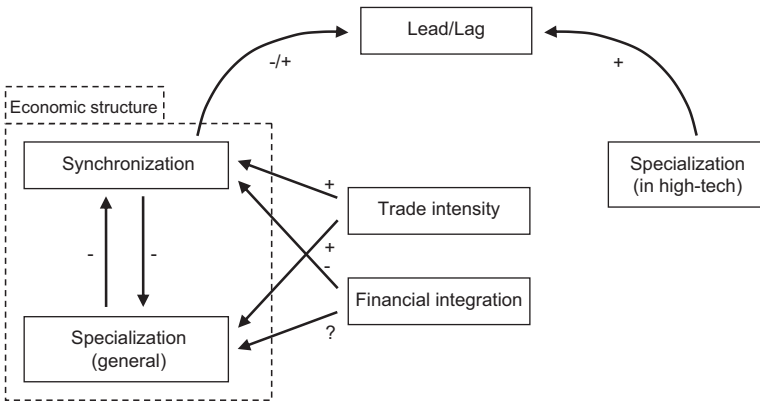 Lead/Lag
-/+
+
Economic structure
Synchronization
Specialization
(in high-tech)
+
Trade intensity
-
-
+
-
Financial integration
?
Specialization
(general)